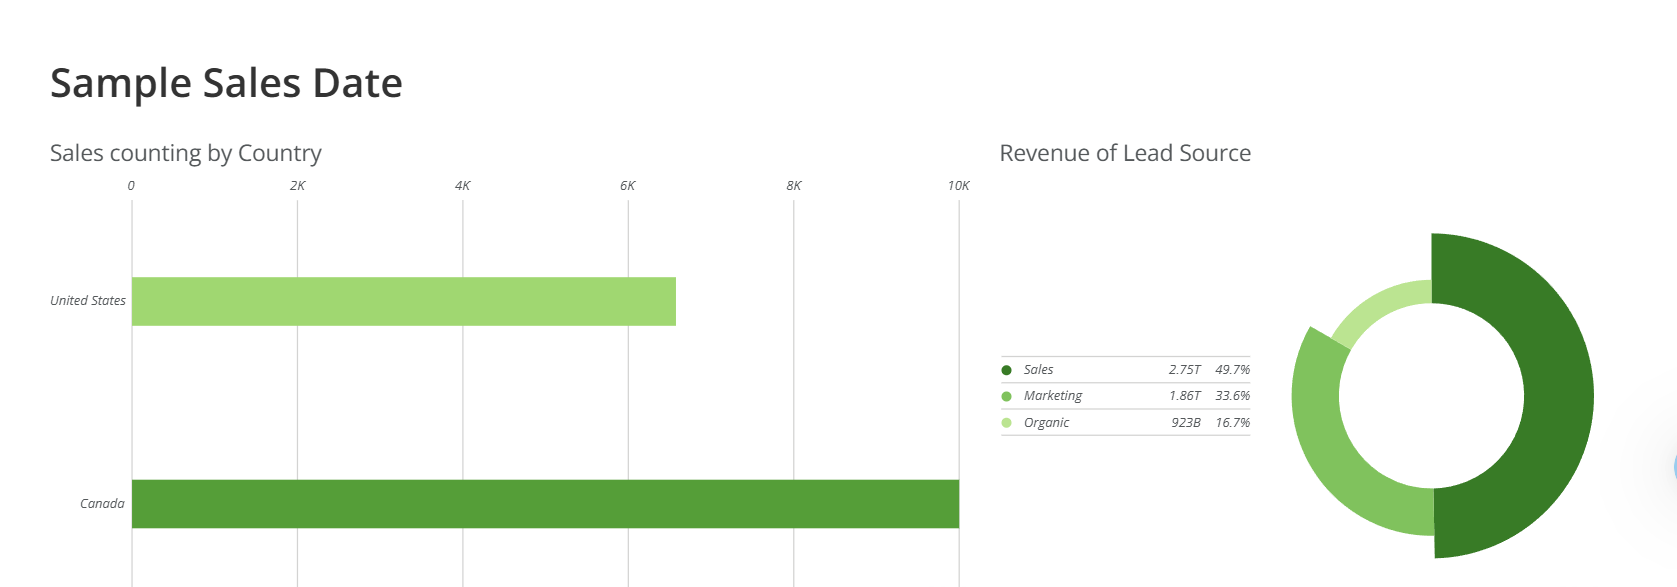 Sample Sales Date
Sales counting by Country
0 2K 4K 6K 8K 10K
United States
Canada
Revenue of Lead Source
Sales 2.75T 49.7%
Marketing 1.86T 33.6%
Organic 923B 16.7%